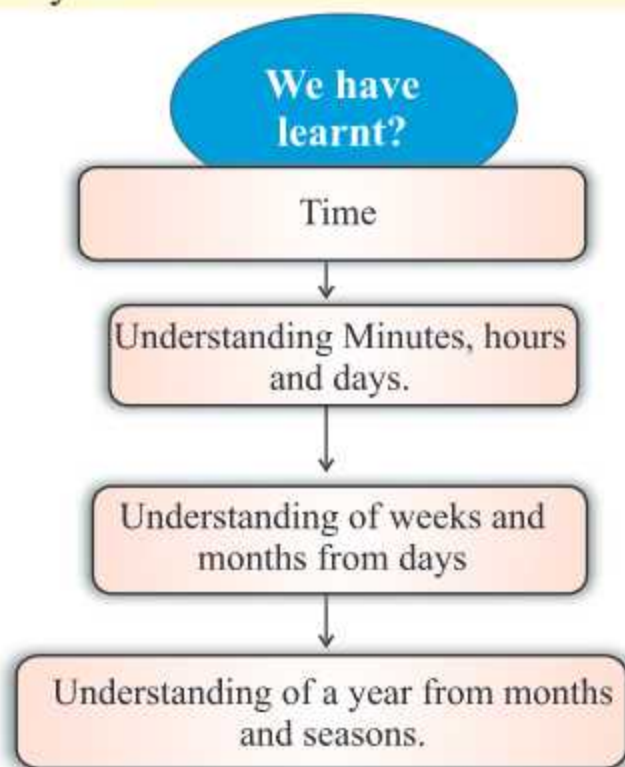 We have
learnt?
Time
Understanding Minutes, hours
and days.
Understanding of weeks and
months from days
Understanding of a year from months
and seasons.